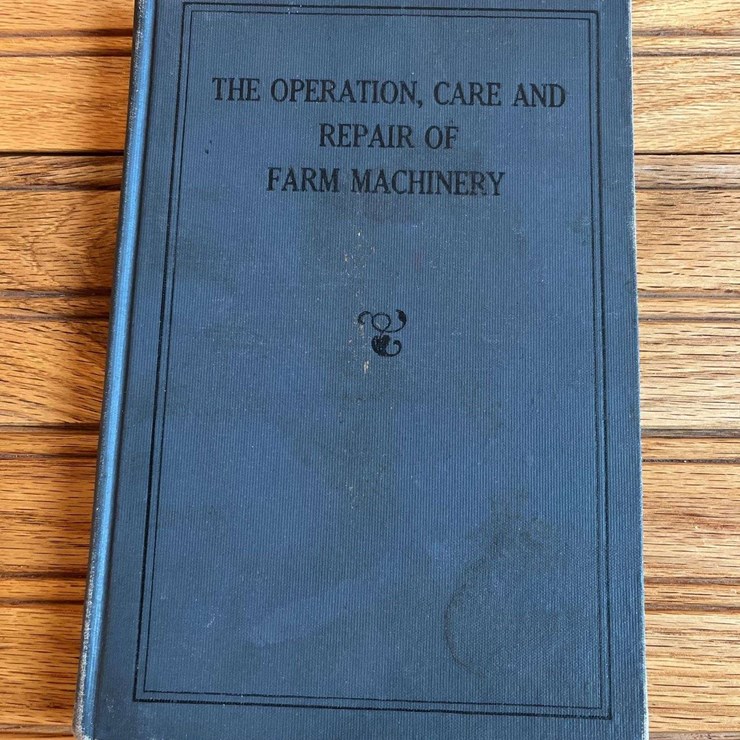 THE OPERATION, CARE AND
REPAIR OF
FARM MACHINERY